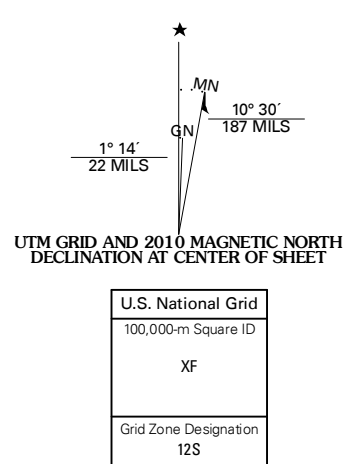 ★
MN
10° 30´
187 MILS
GN
1° 14´
22 MILS
UTM GRID AND 2010 MAGNETIC NORTH
DECLINATION AT CENTER OF SHEET
U.S. National Grid
100,000-m Square ID
XF
Grid Zone Designation
12S